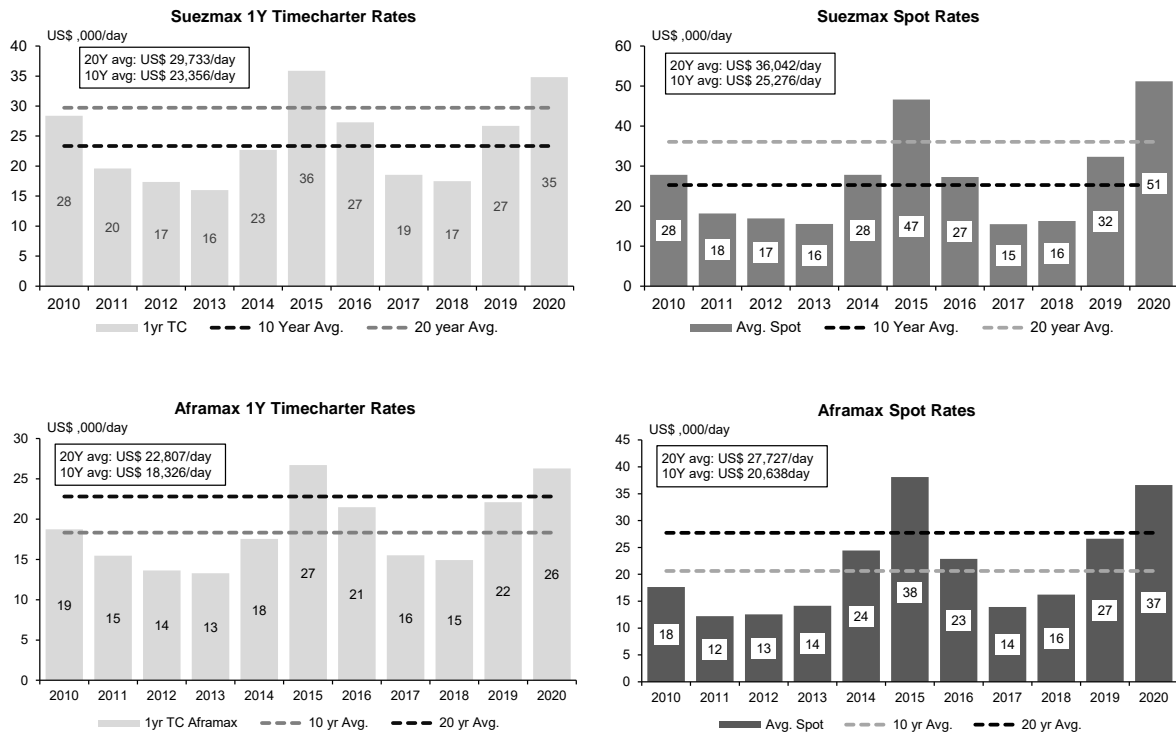 Suezmax 1Y Timecharter Rates
US$ ,000/day
20Y avg: US$ 29,733/day
10Y avg: US$ 23,356/day
40
35
30
25
20
15
10
5
0
28 20 17 16 23 36 27 19 17 27 35
2010 2011 2012 2013 2014 2015 2016 2017 2018 2019 2020
1yr TC 10 Year Avg. 20 year Avg.
Suezmax Spot Rates
US$ ,000/day
20Y avg: US$ 36,042/day
10Y avg: US$ 25,276/day
60
50
40
30
20
10
0
28 18 17 16 28 47 27 15 16 32 51
2010 2011 2012 2013 2014 2015 2016 2017 2018 2019 2020
Avg. Spot 10 Year Avg. 20 year Avg.
Aframax 1Y Timecharter Rates
US$ ,000/day
20Y avg: US$ 22,807/day
10Y avg: US$ 18,326/day
30
25
20
15
10
5
0
19 15 14 13 18 27 21 16 15 22 26
2010 2011 2012 2013 2014 2015 2016 2017 2018 2019 2020
1yr TC Aframax 10 yr Avg. 20 yr Avg.
Aframax Spot Rates
US$ ,000/day
20Y avg: US$ 27,727/day
10Y avg: US$ 20,638day
45
40
35
30
25
20
15
10
5
0
18 12 13 14 24 38 23 14 16 27 37
2010 2011 2012 2013 2014 2015 2016 2017 2018 2019 2020
Avg. Spot 10 yr Avg. 20 yr Avg.